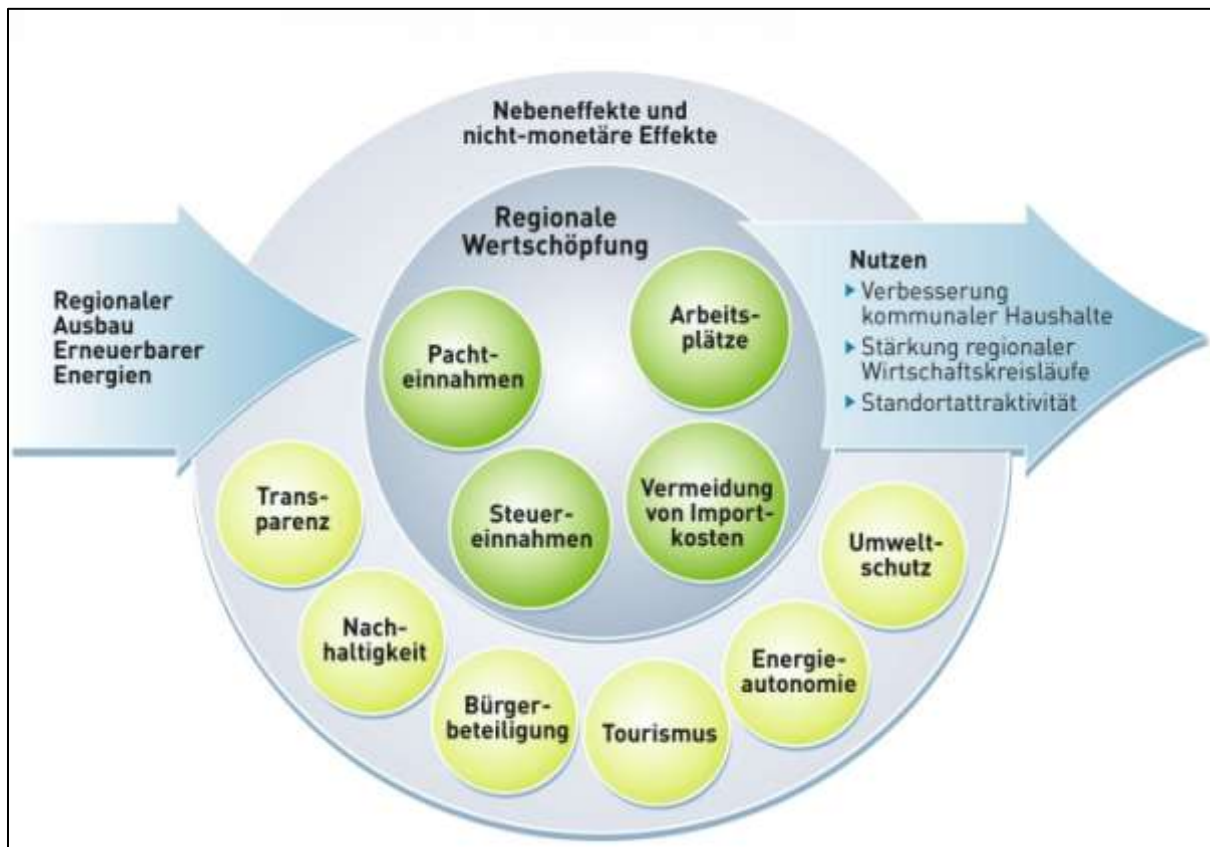 Nebeneffekte und
nicht-monetäre Effekte
Regionaler
Ausbau
Erneuerbarer
Energien
Regionale
Wertschöpfung
Pacht-
einnahmen
Arbeits-
plätze
Steuer-
einnahmen
Vermeidung
von Import-
kosten
Nutzen
Verbesserung
kommunaler Haushalte
Stärkung regionaler
Wirtschaftskreisläufe
Standortattraktivität
Trans-
parenz
Nach-
haltigkeit
Bürger-
beteiligung
Tourismus
Energie-
autonomie
Umwelt-
schutz